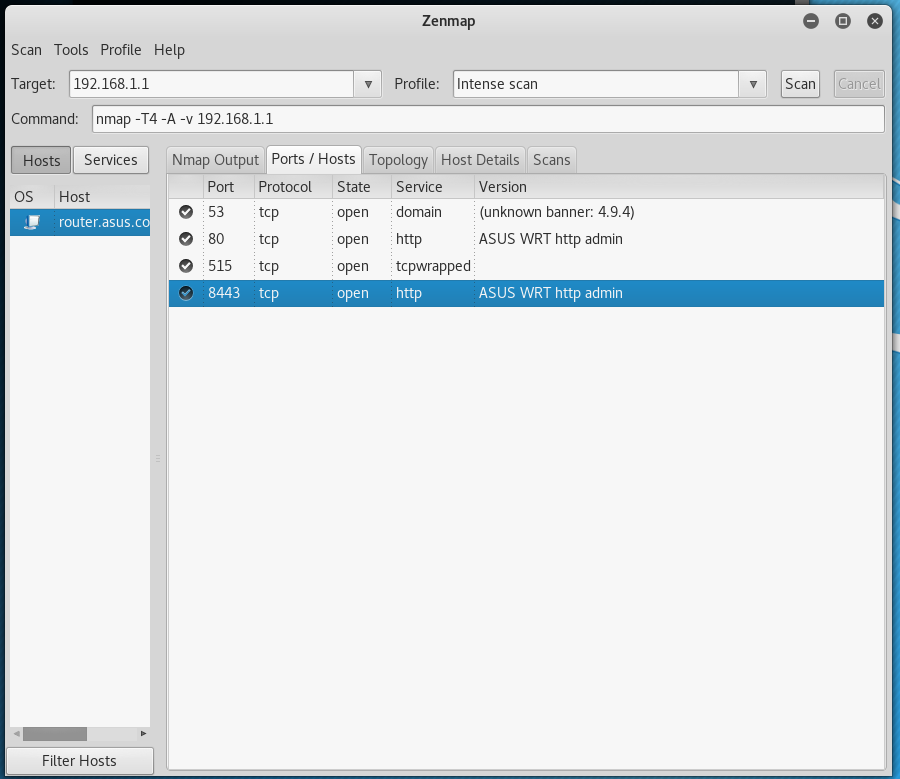 Zenmap
Scan Tools Profile Help
Target: 192.168.1.1 Profile: Intense scan Scan Cancel
Command: nmap -T4 -A -v 192.168.1.1
Hosts Services Nmap Output Ports / Hosts Topology Host Details Scans
OS Host Port Protocol State Service Version
router.asus.co 53 tcp open domain (unknown banner: 4.9.4)
80 tcp open http ASUS WRT http admin
515 tcp open tcpwrapped
8443 tcp open http ASUS WRT http admin
Filter Hosts